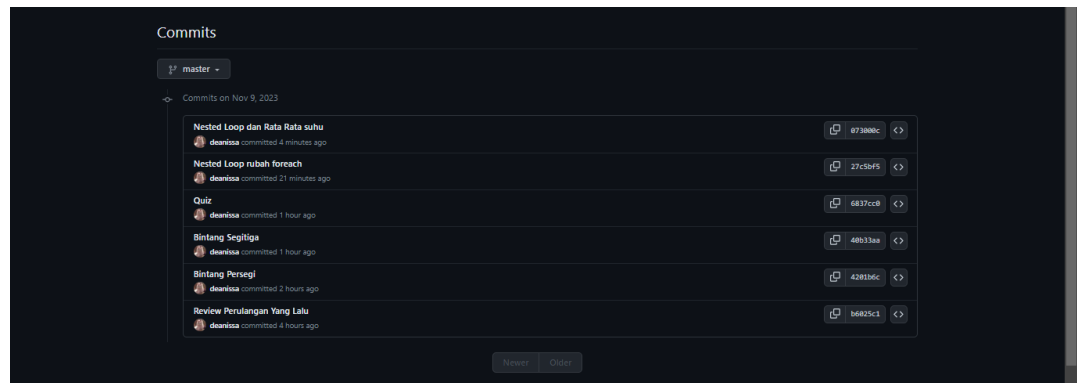 Commits
master
Commits on Nov 9, 2023
Nested Loop dan Rata Rata suhu
deanissa committed 4 minutes ago
073000c
Nested Loop rubah foreach
deanissa committed 21 minutes ago
27c5bf5
Quiz
deanissa committed 1 hour ago
6837cc0
Bintang Segitiga
deanissa committed 1 hour ago
40b33aa
Bintang Persegi
deanissa committed 2 hours ago
4201b6c
Review Perulangan Yang Lalu
deanissa committed 4 hours ago
b6025c1
Newer Older